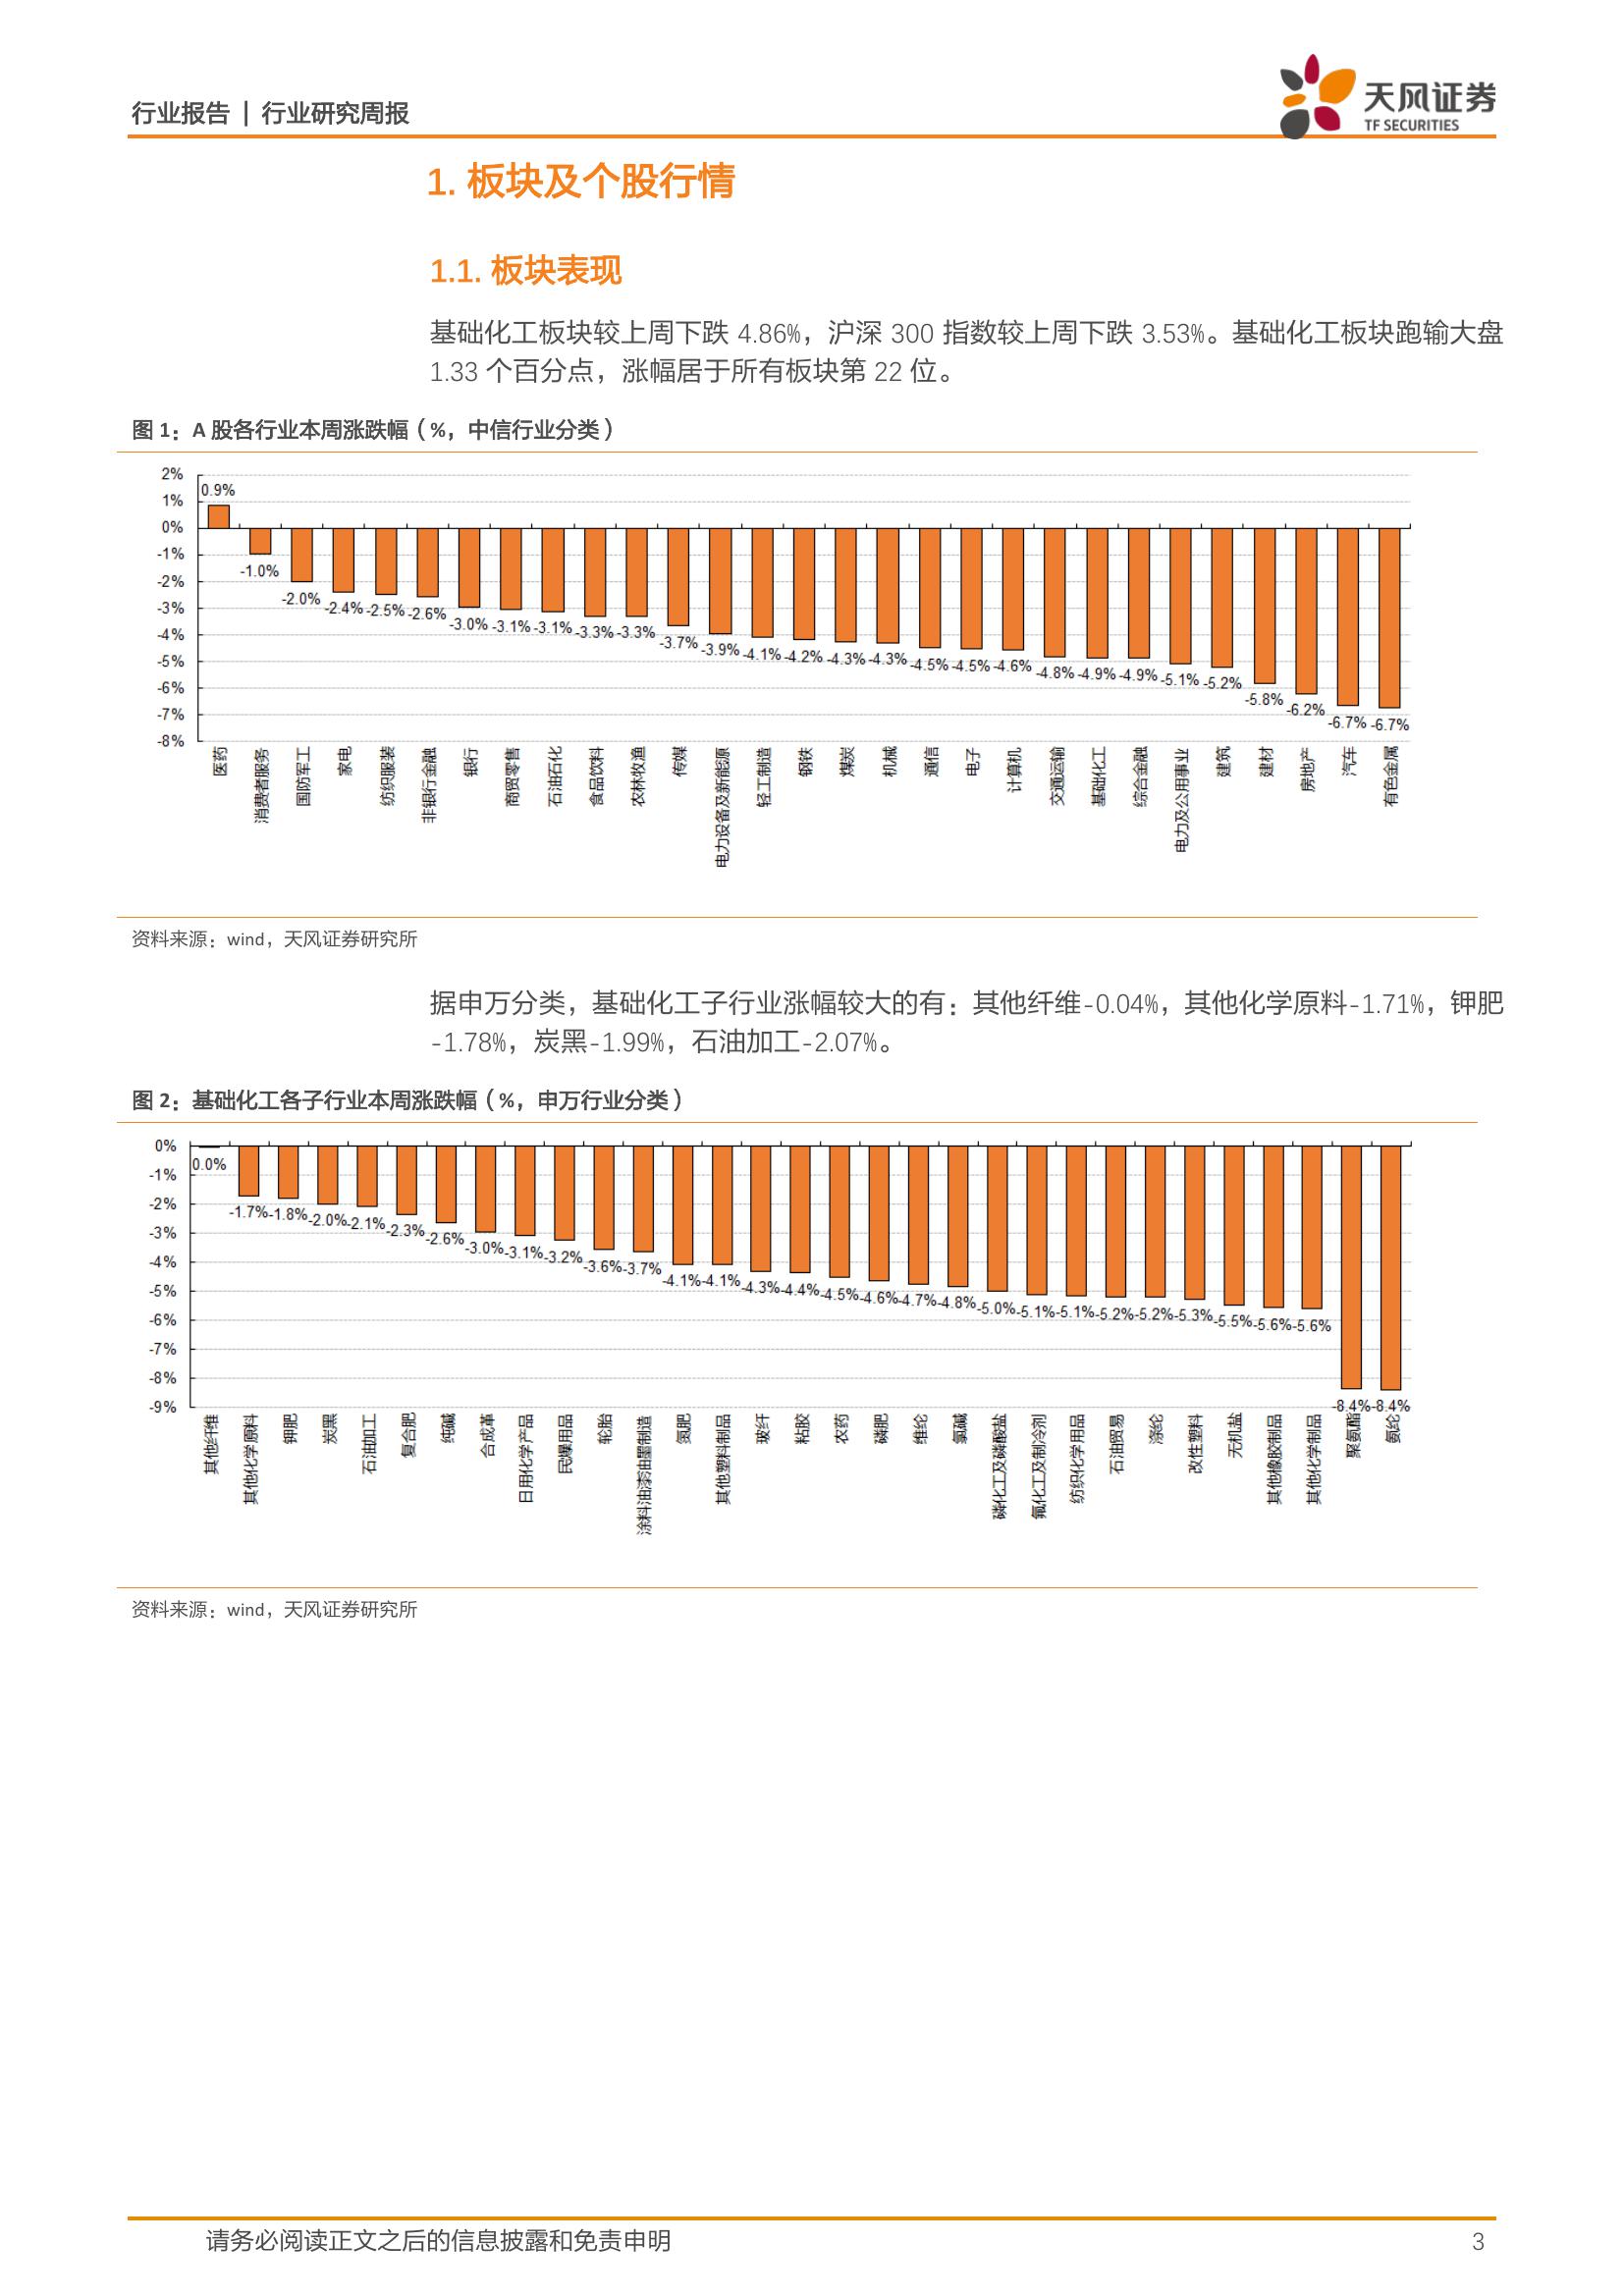 行业报告 | 行业研究周报
天风证券
TF SECURITIES
1. 板块及个股行情
1.1. 板块表现
基础化工板块较上周下跌 4.86%，沪深 300 指数较上周下跌 3.53%。基础化工板块跑输大盘
1.33 个百分点，涨幅居于所有板块第 22 位。
图 1：A 股各行业本周涨跌幅（%，中信行业分类）
2%
1%
0%
-1%
-2%
-3%
-4%
-5%
-6%
-7%
-8%
0.9%
-1.0%
-2.0%
-2.4%
-2.5%
-2.6%
-3.0%
-3.1%
-3.1%
-3.3%
-3.3%
-3.7%
-3.9%
-4.1%
-4.2%
-4.3%
-4.3%
-4.5%
-4.5%
-4.6%
-4.8%
-4.9%
-4.9%
-5.1%
-5.2%
-5.8%
-6.2%
-6.7%
-6.7%
医药
消费者服务
国防军工
家电
纺织服装
非银行金融
银行
商贸零售
石油石化
食品饮料
农林牧渔
传媒
电力设备及新能源
轻工制造
钢铁
煤炭
机械
通信
电子
计算机
交通运输
基础化工
综合金融
电力及公用事业
建筑
建材
房地产
汽车
有色金属
资料来源：wind，天风证券研究所
据申万分类，基础化工子行业涨幅较大的有：其他纤维-0.04%，其他化学原料-1.71%，钾肥
-1.78%，炭黑-1.99%，石油加工-2.07%。
图 2：基础化工各子行业本周涨跌幅（%，申万行业分类）
0%
-1%
-2%
-3%
-4%
-5%
-6%
-7%
-8%
-9%
0.0%
-1.7%
-1.8%
-2.0%
-2.1%
-2.3%
-2.6%
-3.0%
-3.1%
-3.2%
-3.6%
-3.7%
-4.1%
-4.1%
-4.3%
-4.4%
-4.5%
-4.6%
-4.7%
-4.8%
-5.0%
-5.1%
-5.1%
-5.2%
-5.2%
-5.3%
-5.5%
-5.6%
-5.6%
-8.4%
-8.4%
其他纤维
其他化学原料
钾肥
炭黑
石油加工
复合肥
纯碱
合成革
日用化学产品
民爆用品
轮胎
涂料油漆油墨制造
氮肥
其他塑料制品
玻纤
粘胶
农药
磷肥
维纶
氯碱
磷化工及磷酸盐
氟化工及制冷剂
纺织化学用品
石油贸易
涤纶
改性塑料
无机盐
其他橡胶制品
其他化学制品
聚氨酯
氨纶
资料来源：wind，天风证券研究所
请务必阅读正文之后的信息披露和免责申明
3